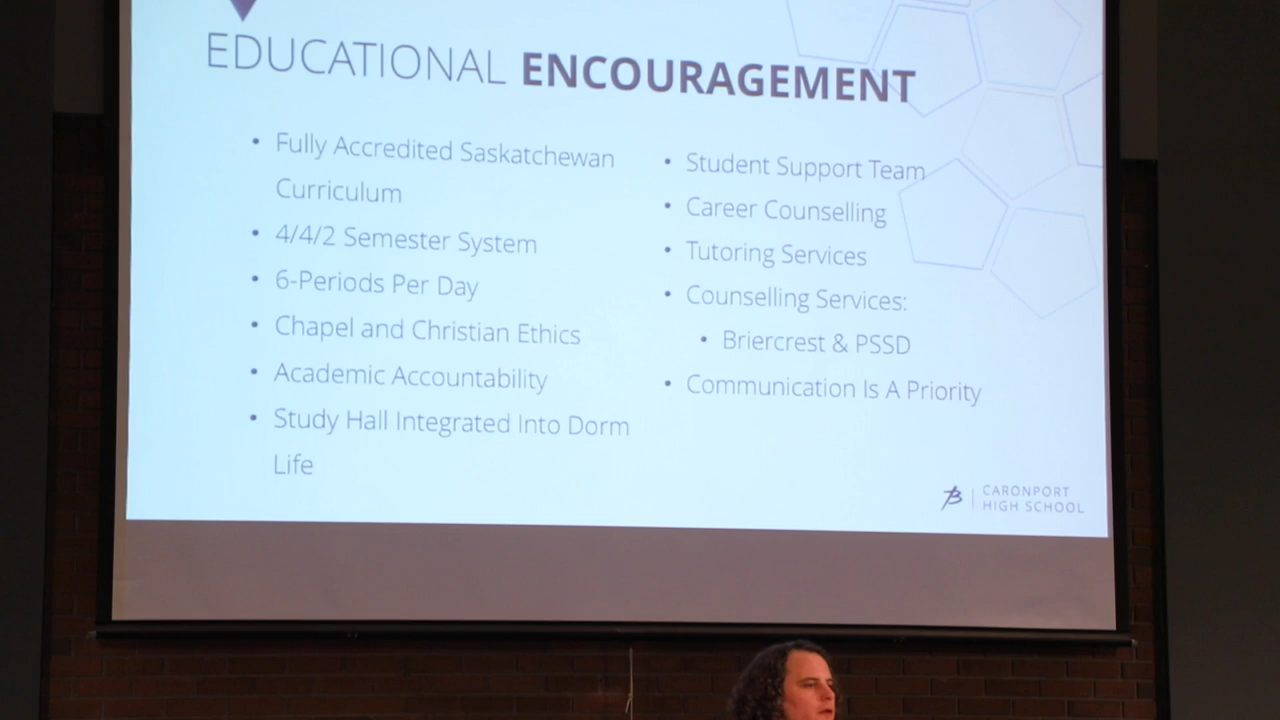 EDUCATIONAL ENCOURAGEMENT
• Fully Accredited Saskatchewan
Curriculum
• 4/4/2 Semester System
• 6-Periods Per Day
• Chapel and Christian Ethics
• Academic Accountability
• Study Hall Integrated Into Dorm
Life
• Student Support Team
• Career Counselling
• Tutoring Services
• Counselling Services:
• Briercrest & PSSD
• Communication Is A Priority
CARONPORT
HIGH SCHOOL